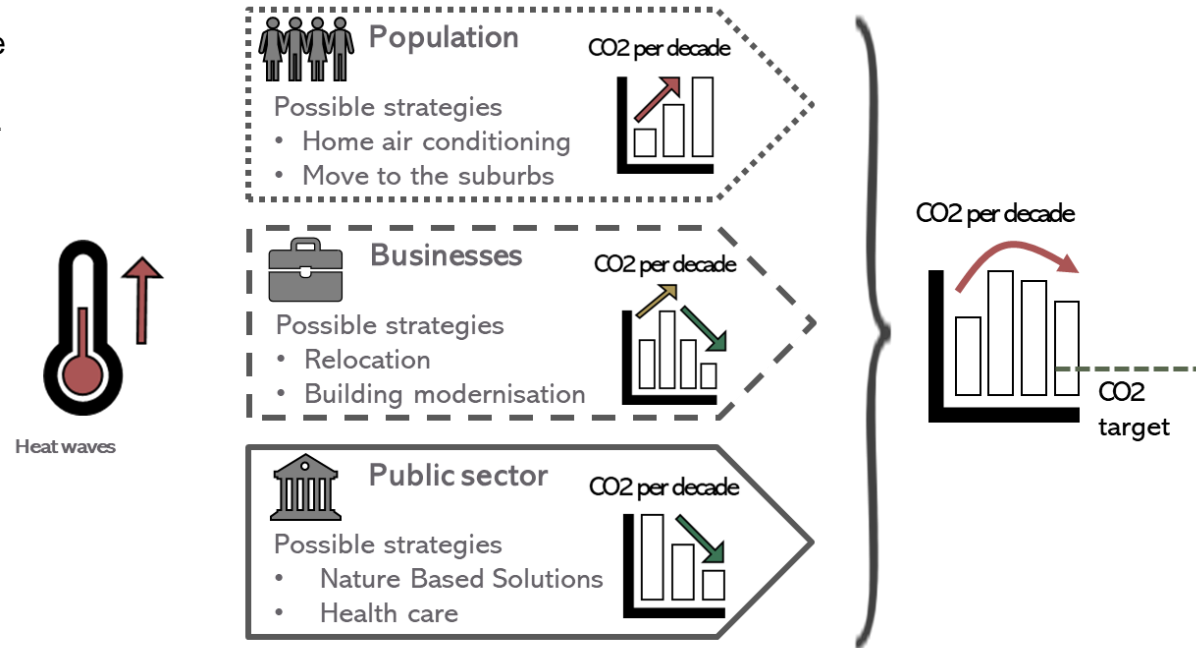 e
Population
CO2 per decade
Possible strategies
• Home air conditioning
• Move to the suburbs
Businesses
CO2 per decade
Possible strategies
• Relocation
• Building modernisation
Heat waves
Public sector
CO2 per decade
Possible strategies
• Nature Based Solutions
• Health care
CO2 per decade
CO2
target